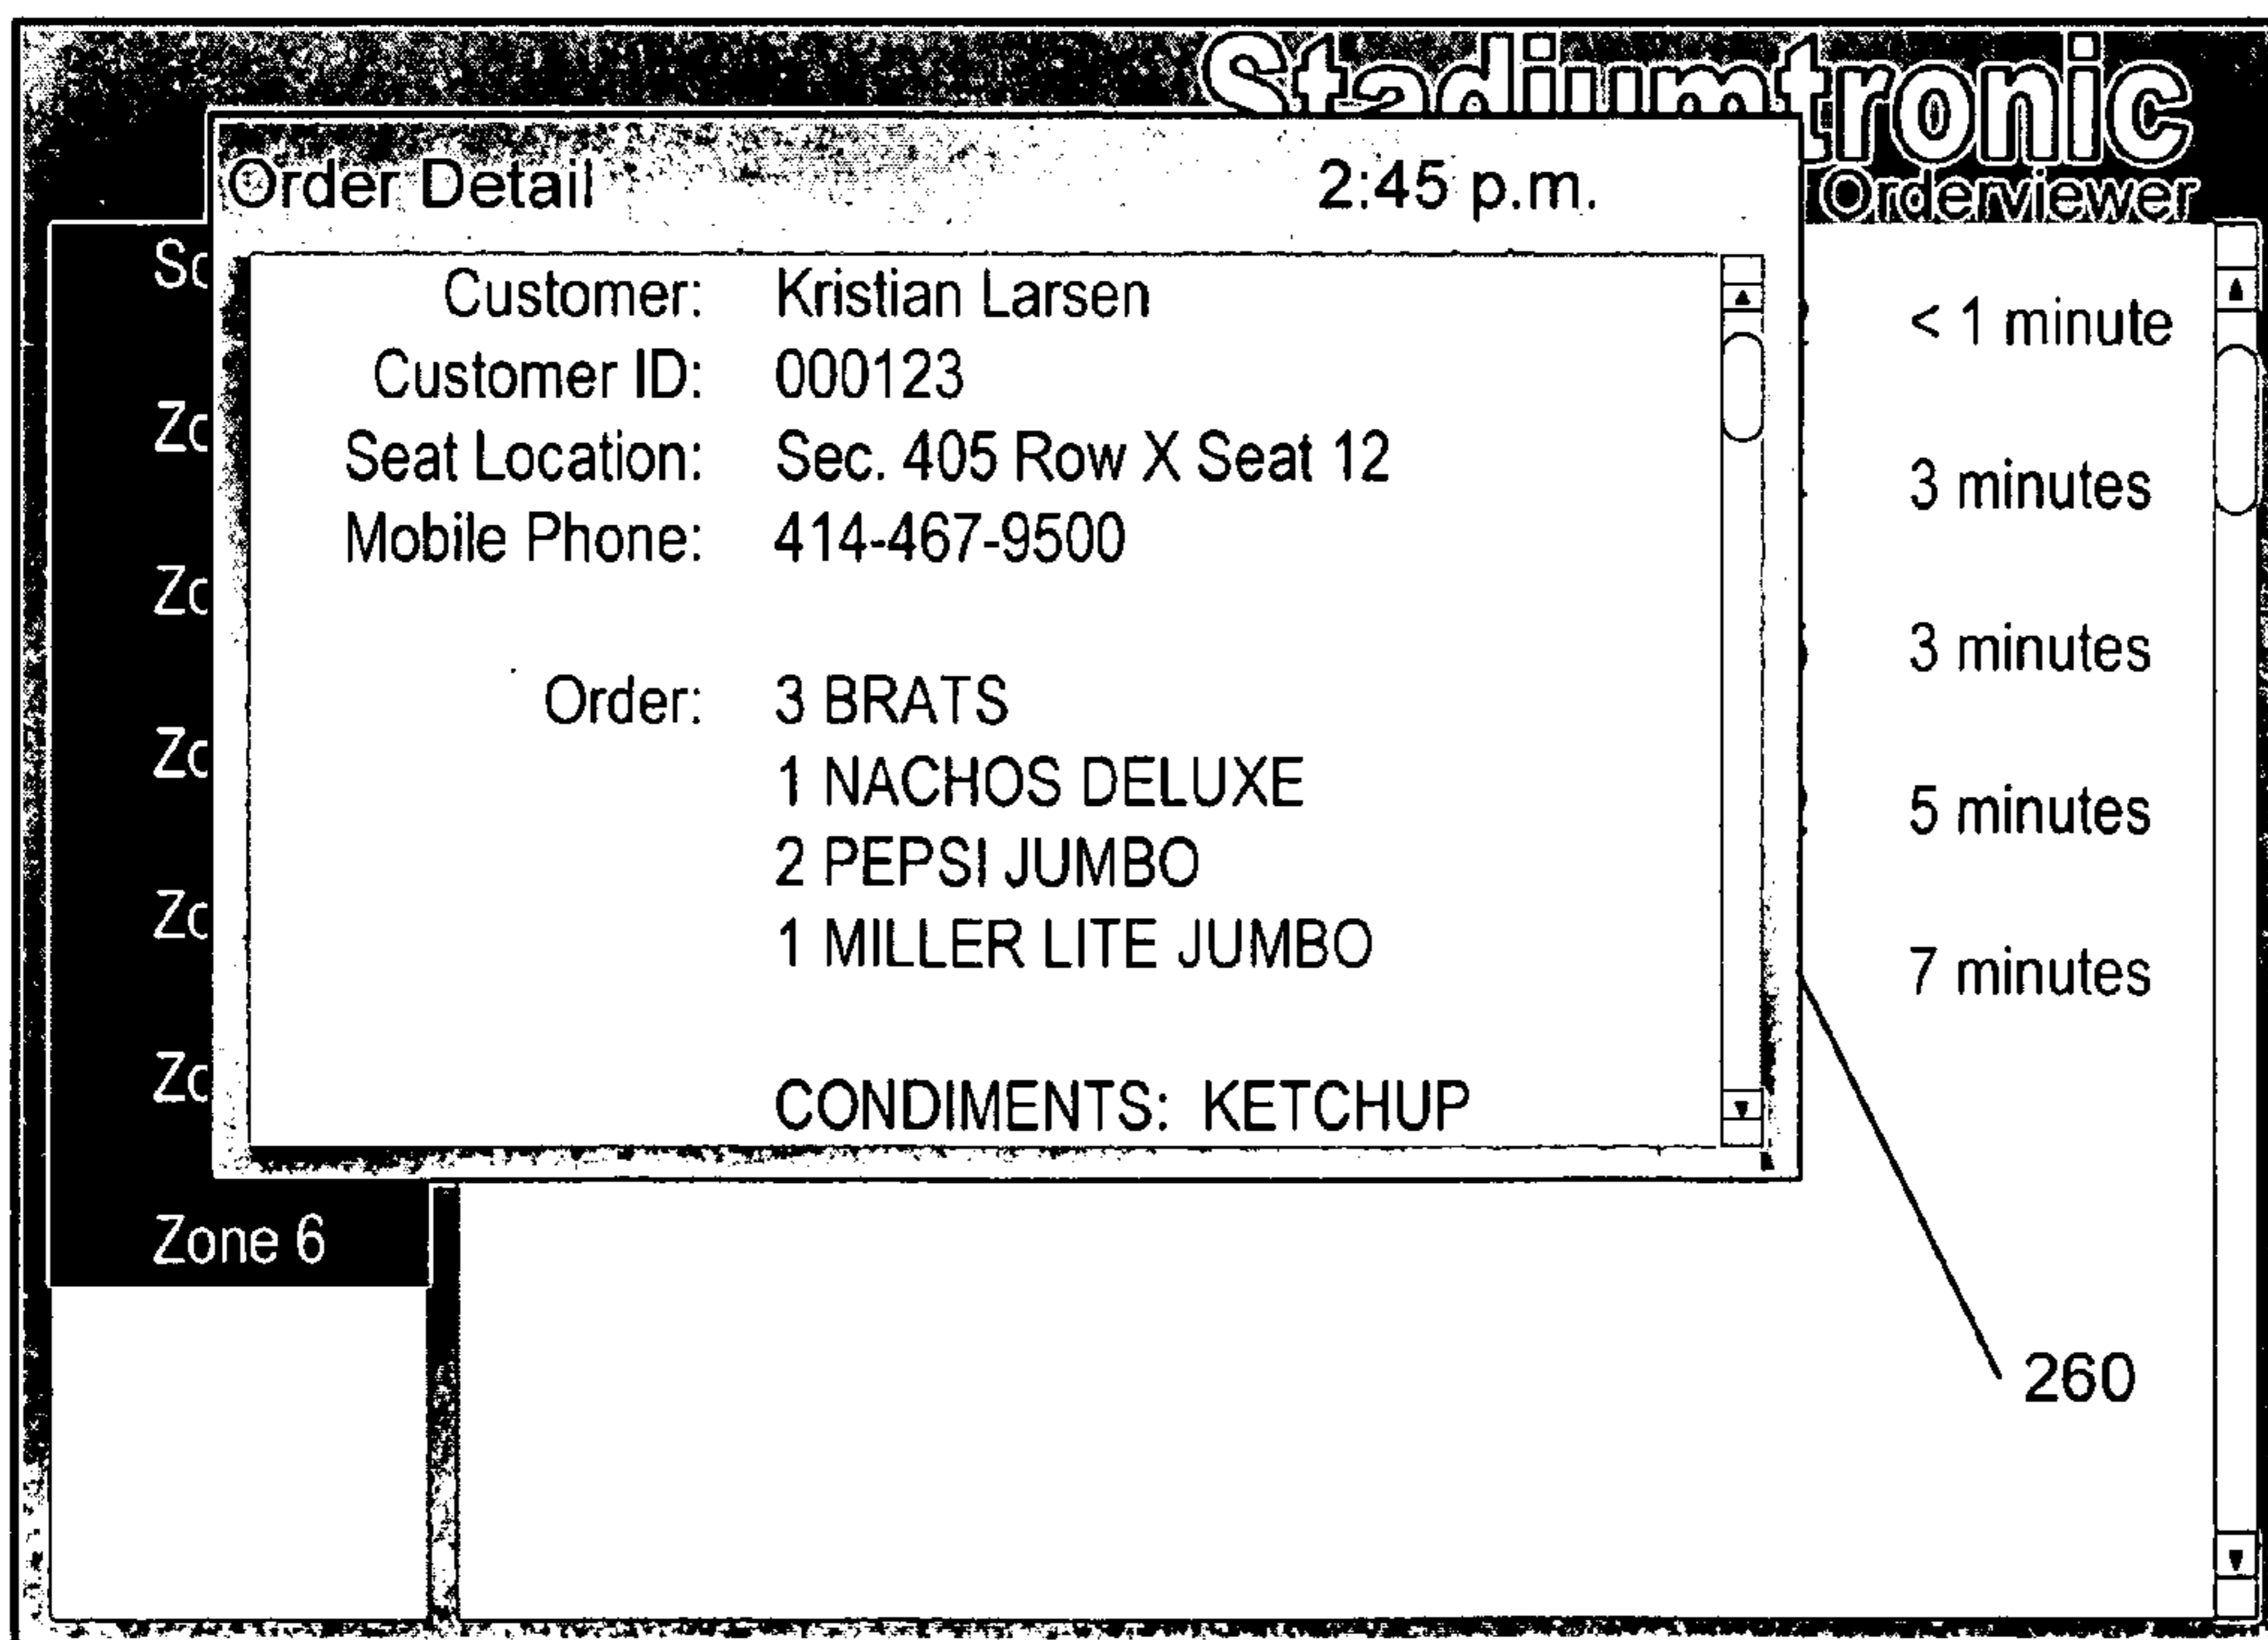 Stadiumtronic
Orderviewer
Order Detail 2:45 p.m.
Customer: Kristian Larsen
Customer ID: 000123
Seat Location: Sec. 405 Row X Seat 12
Mobile Phone: 414-467-9500
Order: 3 BRATS
1 NACHOS DELUXE
2 PEPSI JUMBO
1 MILLER LITE JUMBO
CONDIMENTS: KETCHUP
< 1 minute
3 minutes
3 minutes
5 minutes
7 minutes
Zone 6
260